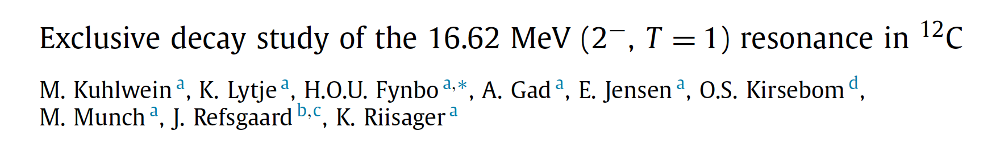 Exclusive decay study of the 16.62 MeV (2⁻, T = 1) resonance in ¹²C
M. Kuhlwein ᵃ, K. Lytje ᵃ, H.O.U. Fynbo ᵃ,*, A. Gad ᵃ, E. Jensen ᵃ, O.S. Kirsebom ᵈ,
M. Munch ᵃ, J. Refsgaard ᵇ,ᶜ, K. Riisager ᵃ